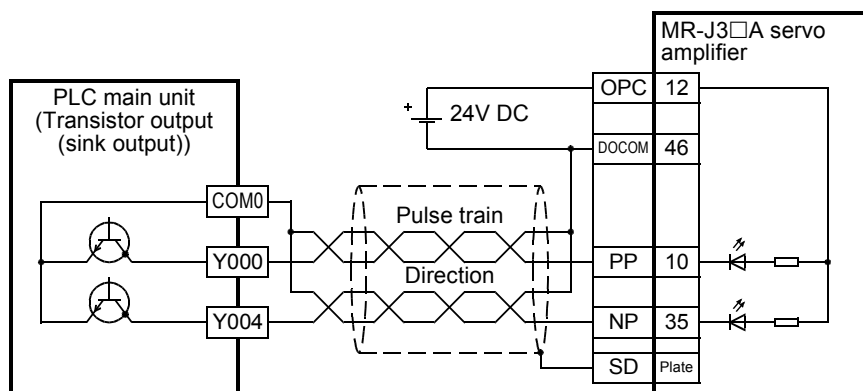 MR-J3□A servo
amplifier
PLC main unit
(Transistor output
(sink output))
OPC 12
+
24V DC
DOCOM 46
COM0
Pulse train
Y000
PP 10
Direction
Y004
NP 35
SD Plate